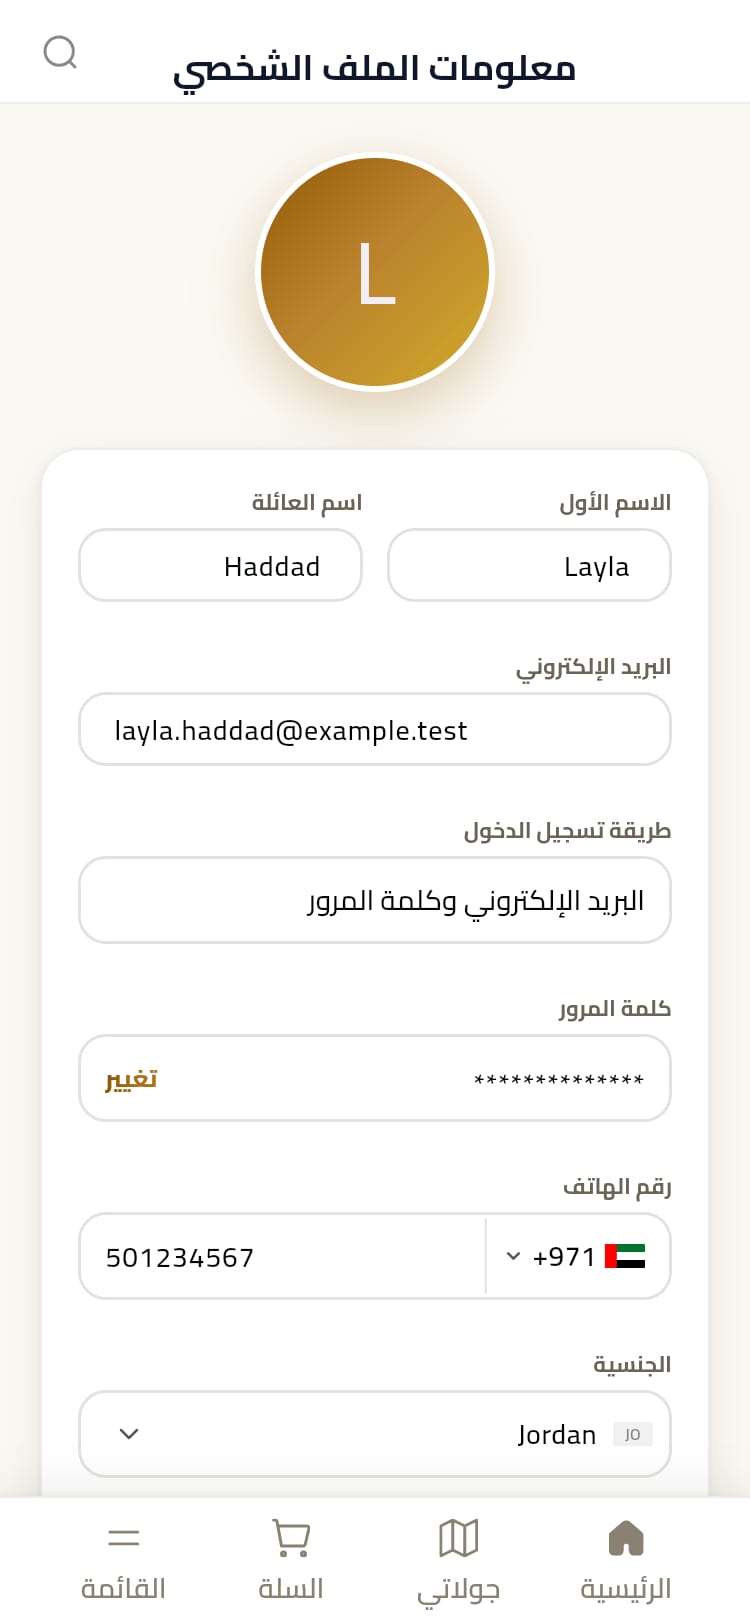 معلومات الملف الشخصي
L
الاسم الأول
اسم العائلة
Layla
Haddad
البريد الإلكتروني
layla.haddad@example.test
طريقة تسجيل الدخول
البريد الإلكتروني وكلمة المرور
كلمة المرور
**************
تغيير
رقم الهاتف
+971
501234567
الجنسية
JO
Jordan
الرئيسية
جولاتي
السلة
القائمة